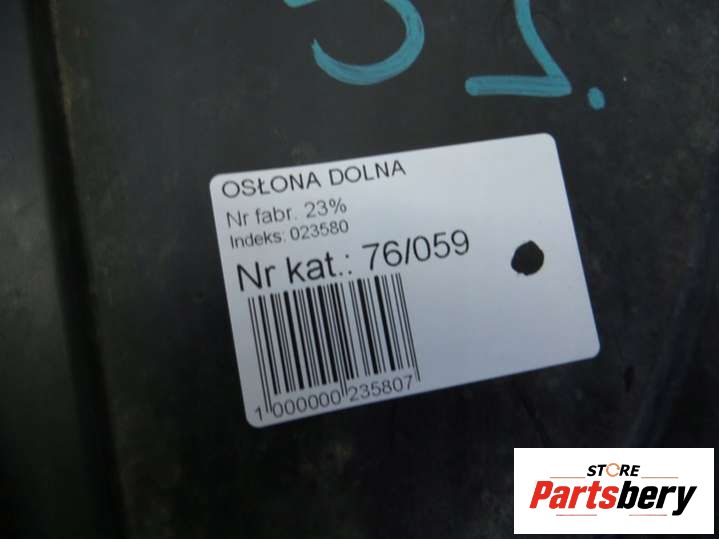 OSŁONA DOLNA
Nr fabr. 23%
Indeks: 023580
Nr kat.: 76/059
1 000000 235807
STORE
Partsbery